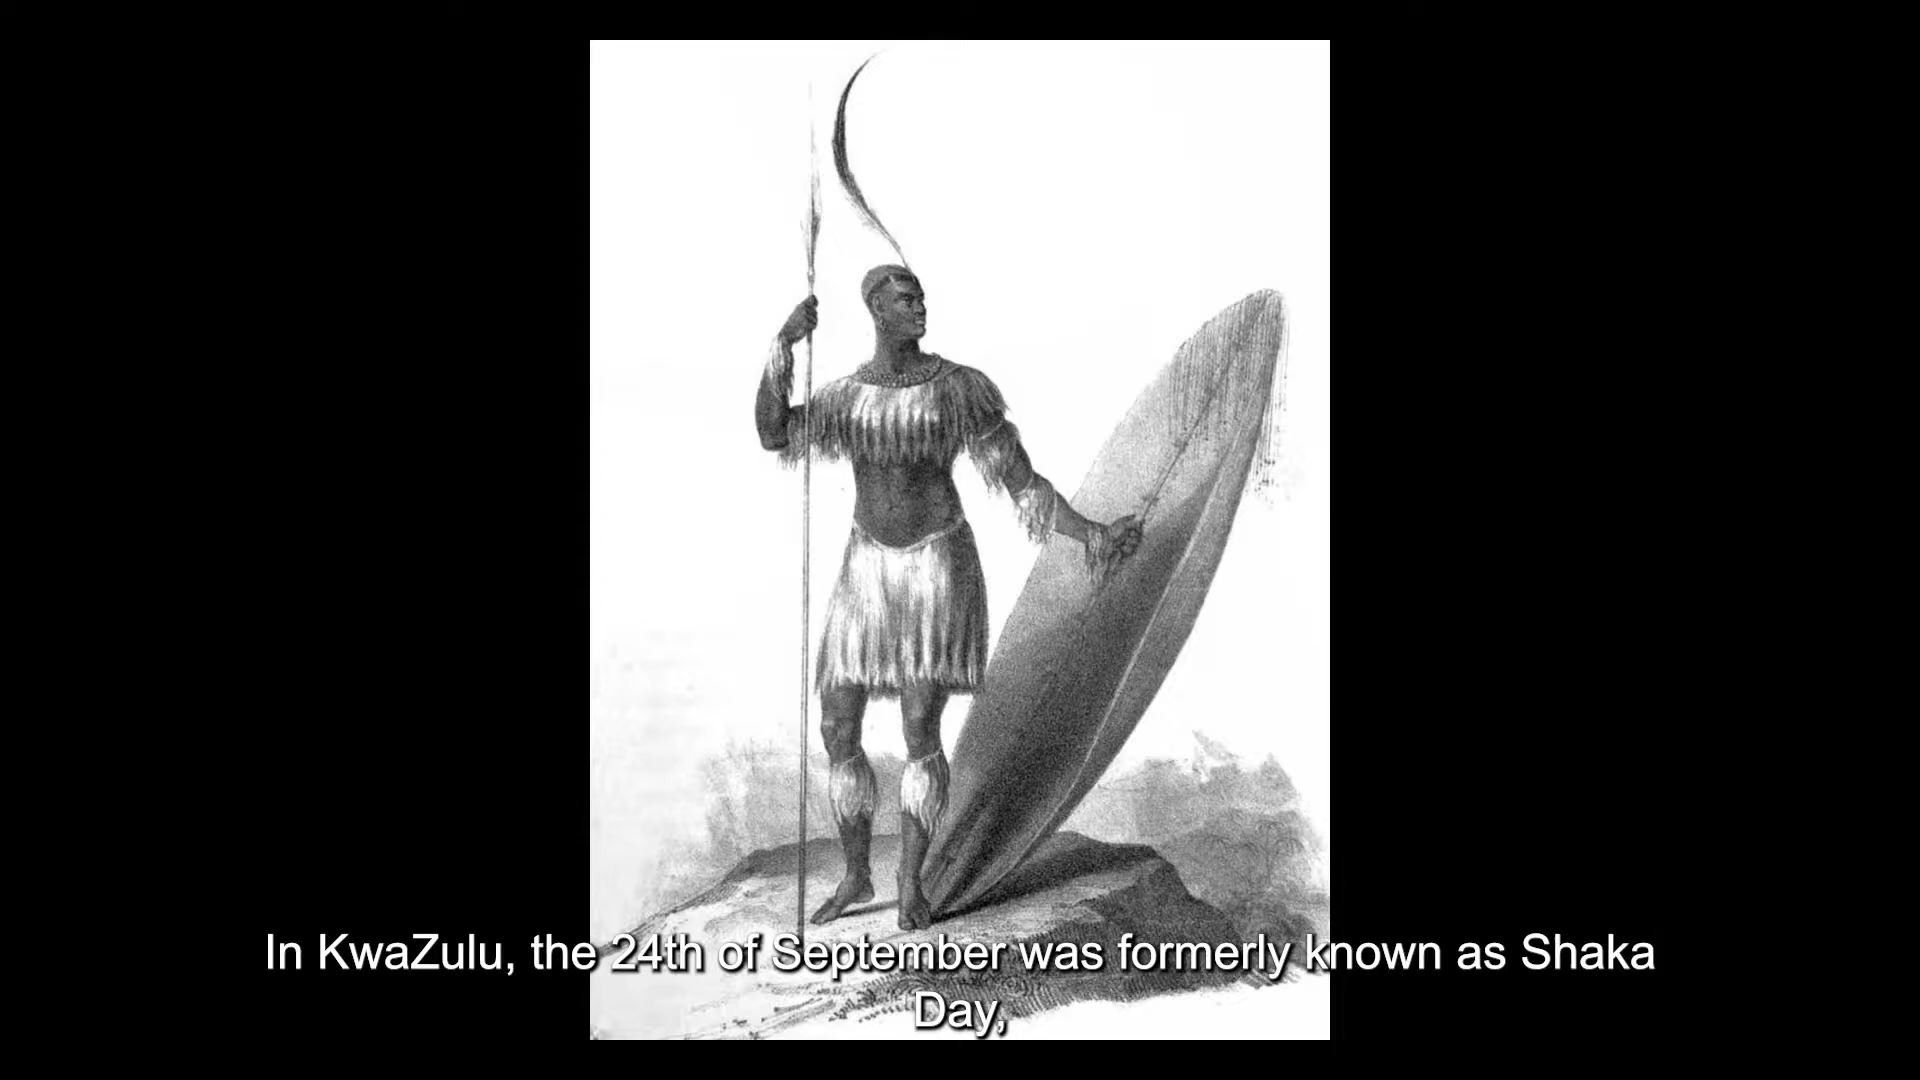 In KwaZulu, the 24th of September was formerly known as Shaka
Day,